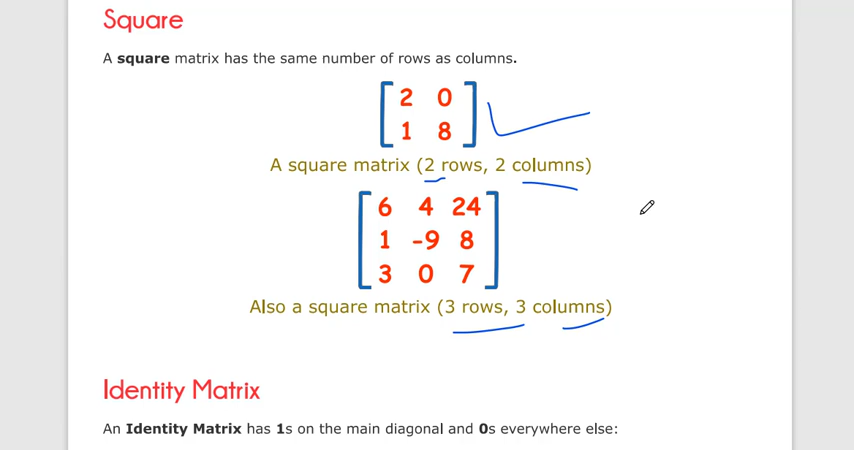 Square
A square matrix has the same number of rows as columns.
2 0
1 8
A square matrix (2 rows, 2 columns)
6 4 24
1 -9 8
3 0 7
Also a square matrix (3 rows, 3 columns)
Identity Matrix
An Identity Matrix has 1s on the main diagonal and 0s everywhere else: